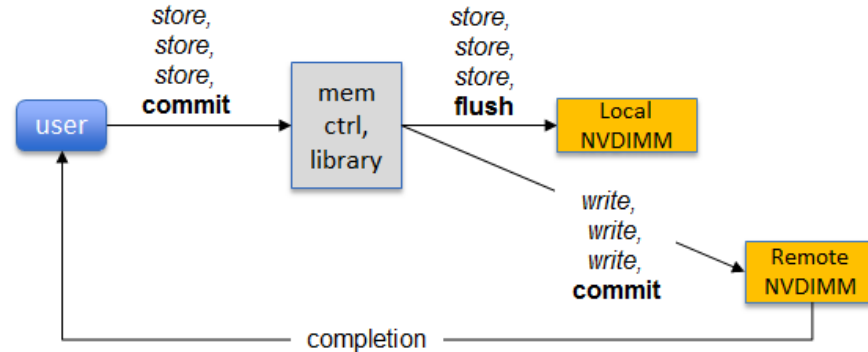 store,
store,
store,
commit
user
mem
ctrl,
library
store,
store,
store,
flush
Local
NVDIMM
write,
write,
write,
commit
Remote
NVDIMM
completion